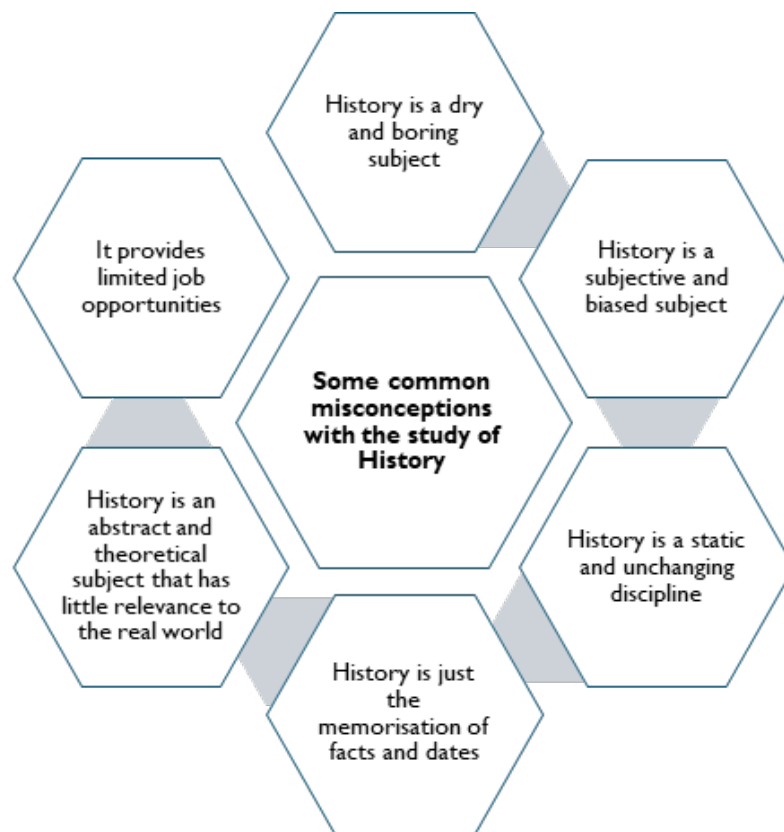 History is a dry
and boring
subject
History is a
subjective and
biased subject
History is a static
and unchanging
discipline
History is just
the
memorisation of
facts and dates
History is an
abstract and
theoretical
subject that has
little relevance to
the real world
It provides
limited job
opportunities
Some common
misconceptions
with the study of
History